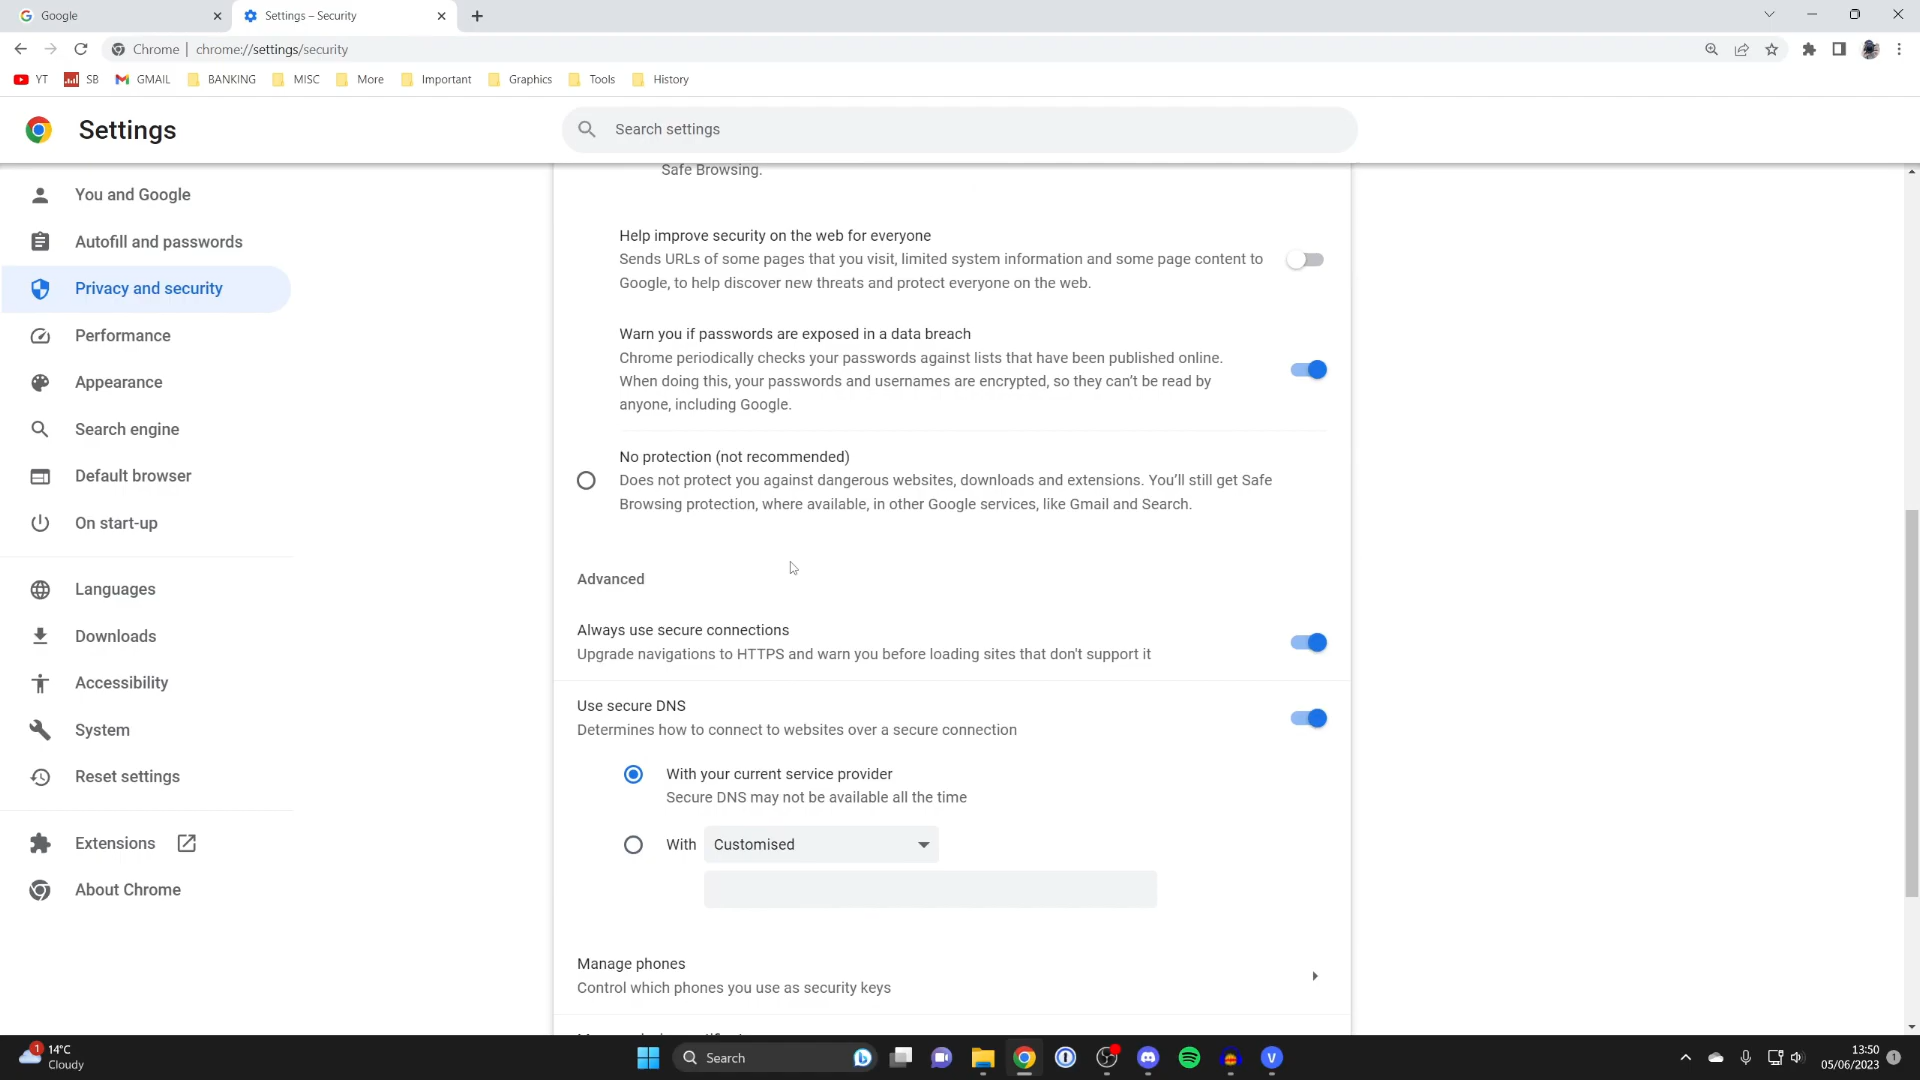 Google
Settings – Security
Chrome | chrome://settings/security
YT
SB
GMAIL
BANKING
MISC
More
Important
Graphics
Tools
History
Settings
Search settings
You and Google
Autofill and passwords
Privacy and security
Performance
Appearance
Search engine
Default browser
On start-up
Languages
Downloads
Accessibility
System
Reset settings
Extensions
About Chrome
Safe Browsing.
Help improve security on the web for everyone
Sends URLs of some pages that you visit, limited system information and some page content to
Google, to help discover new threats and protect everyone on the web.
Warn you if passwords are exposed in a data breach
Chrome periodically checks your passwords against lists that have been published online.
When doing this, your passwords and usernames are encrypted, so they can’t be read by
anyone, including Google.
No protection (not recommended)
Does not protect you against dangerous websites, downloads and extensions. You’ll still get Safe
Browsing protection, where available, in other Google services, like Gmail and Search.
Advanced
Always use secure connections
Upgrade navigations to HTTPS and warn you before loading sites that don't support it
Use secure DNS
Determines how to connect to websites over a secure connection
With your current service provider
Secure DNS may not be available all the time
With Customised
Manage phones
Control which phones you use as security keys
1
14°C
Cloudy
Search
V
13:50
05/06/2023
1